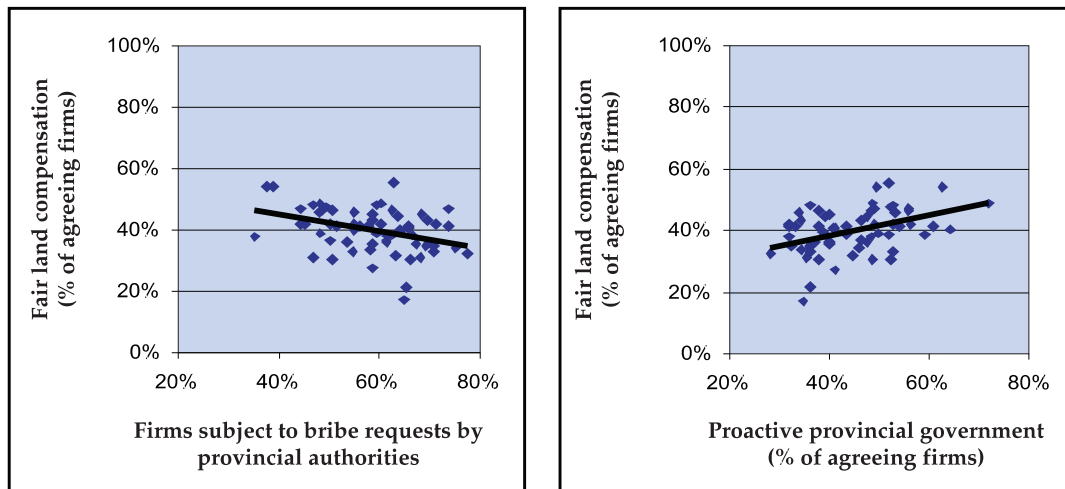 Fair land compensation
(% of agreeing firms)
100%
80%
60%
40%
20%
0%
20%
40%
60%
80%
Firms subject to bribe requests by
provincial authorities
Fair land compensation
(% of agreeing firms)
100%
80%
60%
40%
20%
0%
20%
40%
60%
80%
Proactive provincial government
(% of agreeing firms)